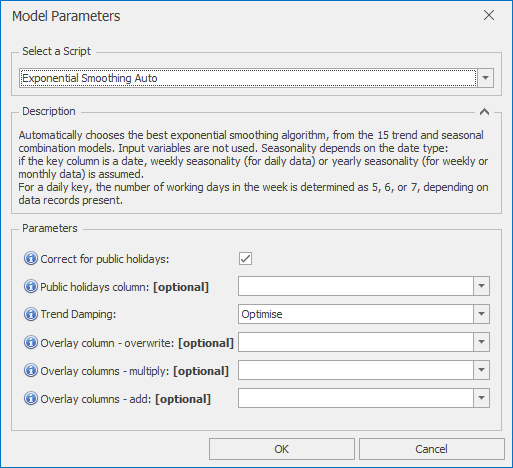 Model Parameters
Select a Script
Exponential Smoothing Auto
Description
Automatically chooses the best exponential smoothing algorithm, from the 15 trend and seasonal
combination models. Input variables are not used. Seasonality depends on the date type:
if the key column is a date, weekly seasonality (for daily data) or yearly seasonality (for weekly or
monthly data) is assumed.
For a daily key, the number of working days in the week is determined as 5, 6, or 7, depending on
data records present.
Parameters
Correct for public holidays:
Public holidays column: [optional]
Trend Damping: Optimise
Overlay column - overwrite: [optional]
Overlay columns - multiply: [optional]
Overlay columns - add: [optional]
OK Cancel